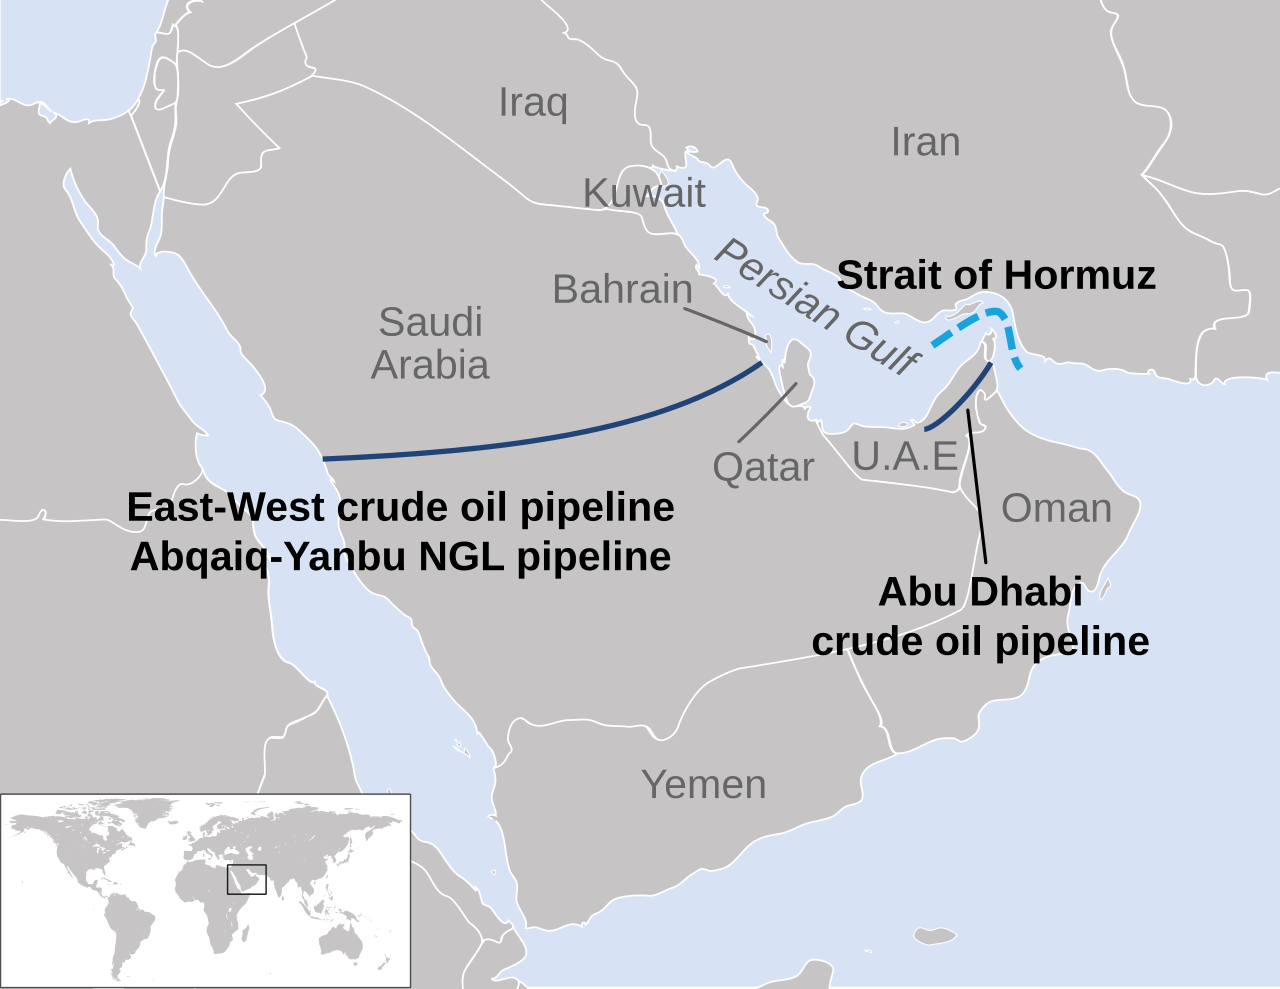 Iraq
Iran
Kuwait
Persian Gulf
Strait of Hormuz
Bahrain
Saudi
Arabia
Qatar
U.A.E
Oman
East-West crude oil pipeline
Abqaiq-Yanbu NGL pipeline
Abu Dhabi
crude oil pipeline
Yemen